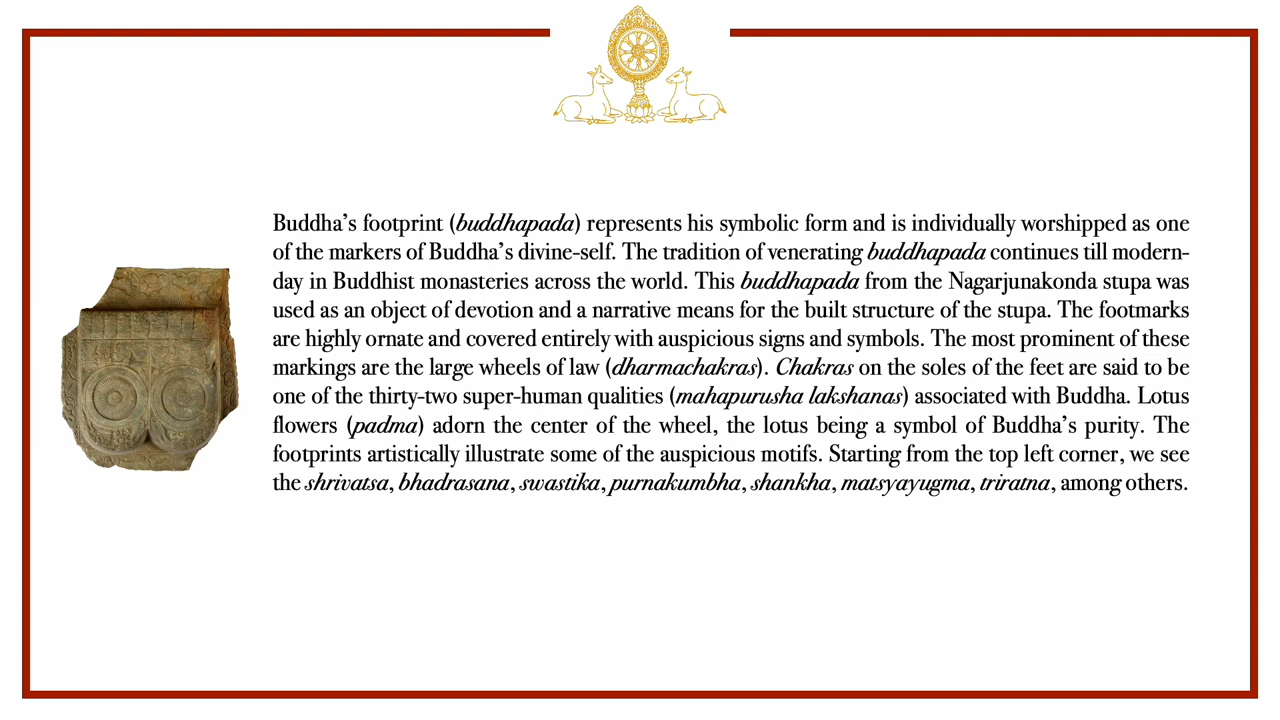 Buddha’s footprint (buddhapada) represents his symbolic form and is individually worshipped as one
of the markers of Buddha’s divine-self. The tradition of venerating buddhapada continues till modern-
day in Buddhist monasteries across the world. This buddhapada from the Nagarjunakonda stupa was
used as an object of devotion and a narrative means for the built structure of the stupa. The footmarks
are highly ornate and covered entirely with auspicious signs and symbols. The most prominent of these
markings are the large wheels of law (dharmachakras). Chakras on the soles of the feet are said to be
one of the thirty-two super-human qualities (mahapurusha lakshanas) associated with Buddha. Lotus
flowers (padma) adorn the center of the wheel, the lotus being a symbol of Buddha’s purity. The
footprints artistically illustrate some of the auspicious motifs. Starting from the top left corner, we see
the shrivatsa, bhadrasana, swastika, purnakumbha, shankha, matsyayugma, triratna, among others.